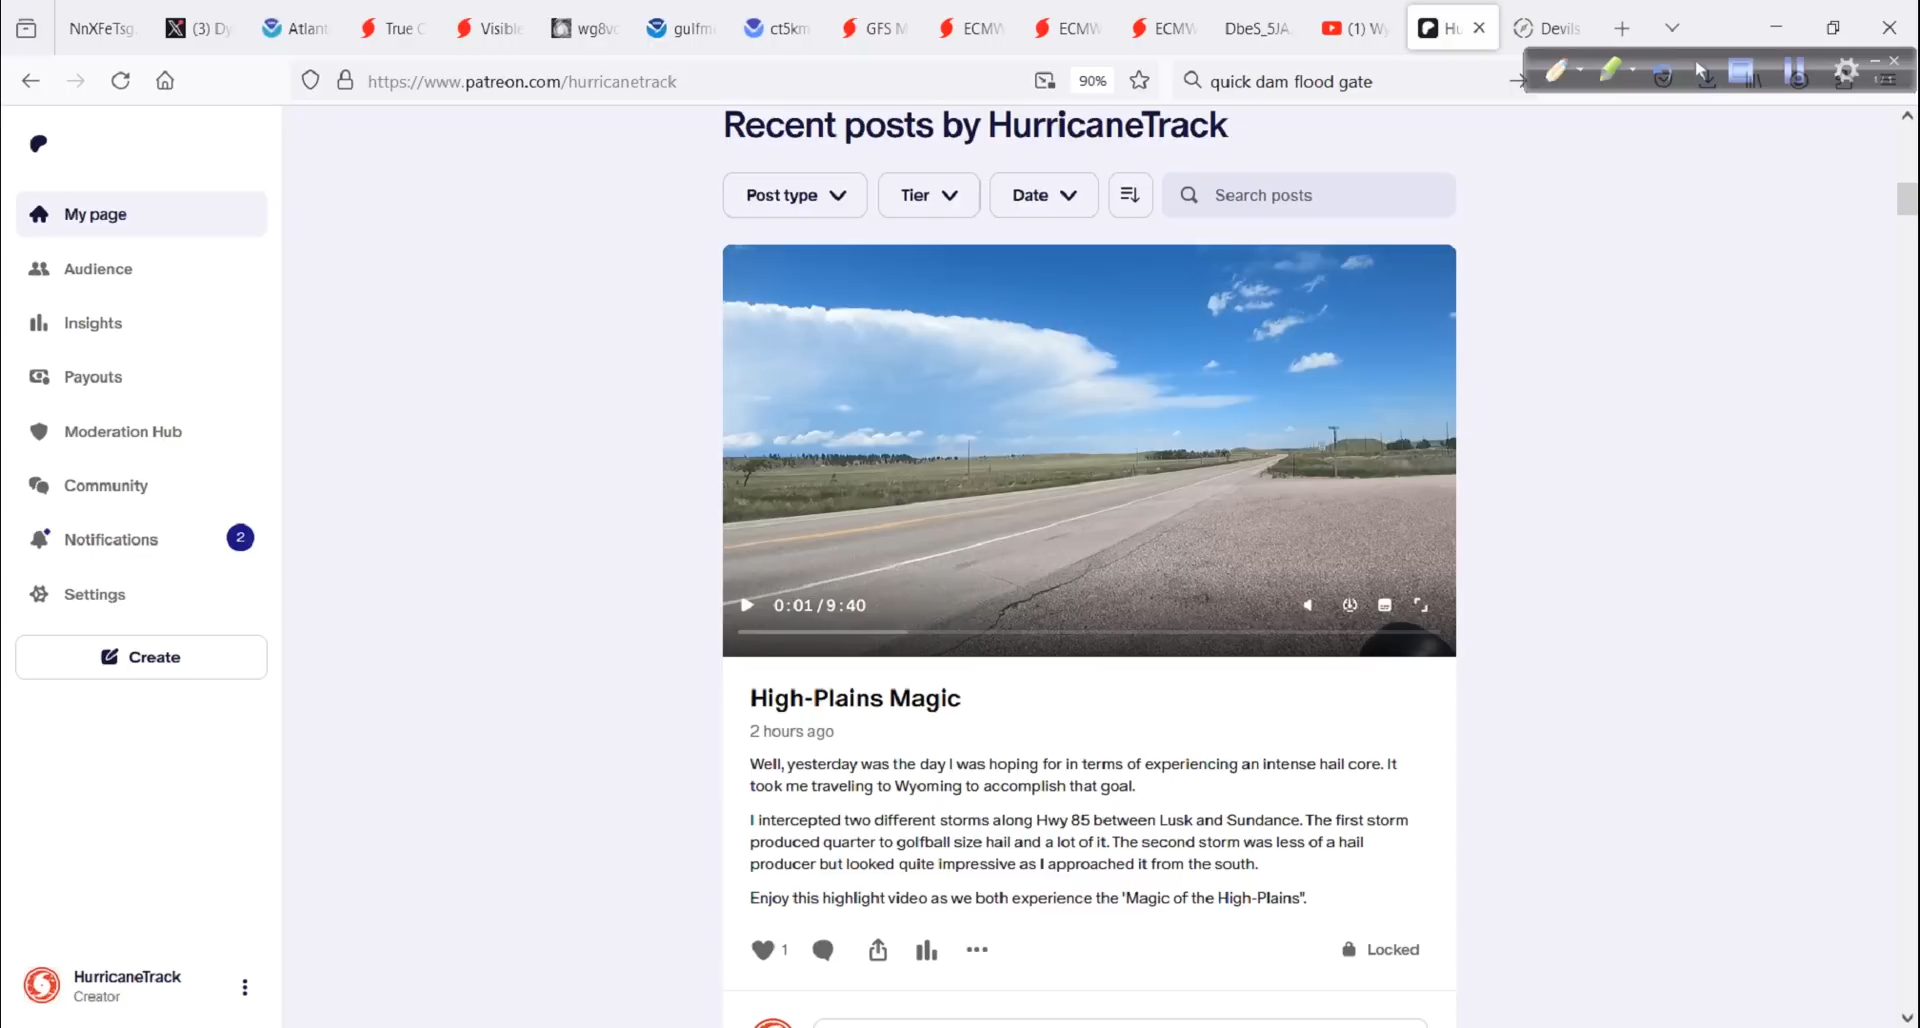 NnXFeTsg
(3) Dy
Atlant
True C
Visible
wg8vc
gulfm
ct5km
GFS M
ECMW
ECMW
ECMW
DbeS_5JA
(1) Wy
Hu
Devils
https://www.patreon.com/hurricanetrack
90%
quick dam flood gate
Recent posts by HurricaneTrack
Post type
Tier
Date
Search posts
My page
Audience
Insights
Payouts
Moderation Hub
Community
Notifications
2
Settings
Create
0:01/9:40
High-Plains Magic
2 hours ago
Well, yesterday was the day I was hoping for in terms of experiencing an intense hail core. It
took me traveling to Wyoming to accomplish that goal.
I intercepted two different storms along Hwy 85 between Lusk and Sundance. The first storm
produced quarter to golfball size hail and a lot of it. The second storm was less of a hail
producer but looked quite impressive as I approached it from the south.
Enjoy this highlight video as we both experience the 'Magic of the High-Plains".
1
Locked
HurricaneTrack
Creator